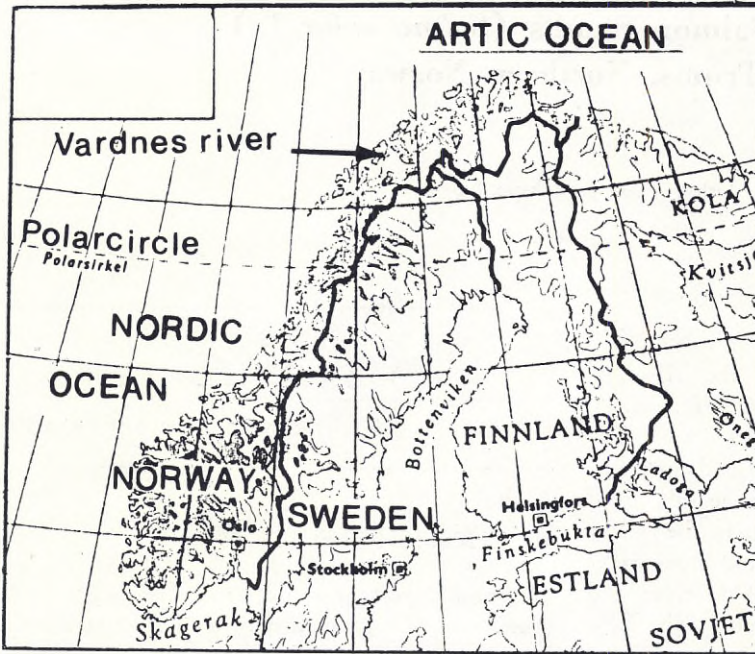 ARTIC OCEAN
Vardnes river
KOLA
Polarcircle
Polarsirkel
NORDIC
OCEAN
Bottenviken
FINNLAND
Ladoga
NORWAY
Helsingfors
Oslo
SWEDEN
Finskebukta
Stockholm
ESTLAND
Skagerak
SOVJET